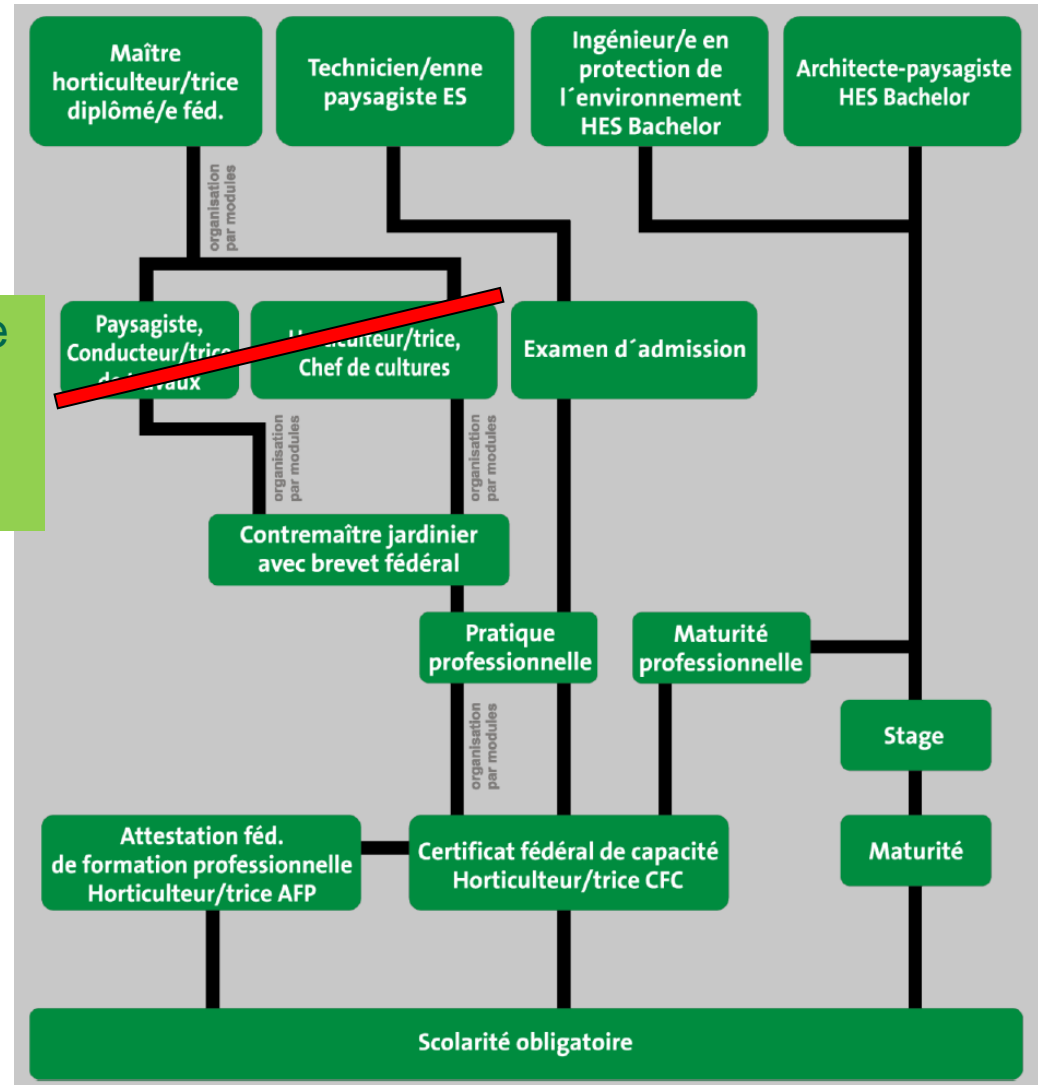 Maître
horticulteur/trice
diplômé/e féd.
Technicien/enne
paysagiste ES
Ingénieur/e en
protection de
l´environnement
HES Bachelor
Architecte-paysagiste
HES Bachelor
organisation
par modules
Paysagiste,
Conducteur/trice
de travaux
Horticulteur/trice,
Chef de cultures
Examen d´admission
organisation
par modules
organisation
par modules
Contremaître jardinier
avec brevet fédéral
Pratique
professionnelle
Maturité
professionnelle
organisation
par modules
Stage
Attestation féd.
de formation professionnelle
Horticulteur/trice AFP
Certificat fédéral de capacité
Horticulteur/trice CFC
Maturité
Scolarité obligatoire